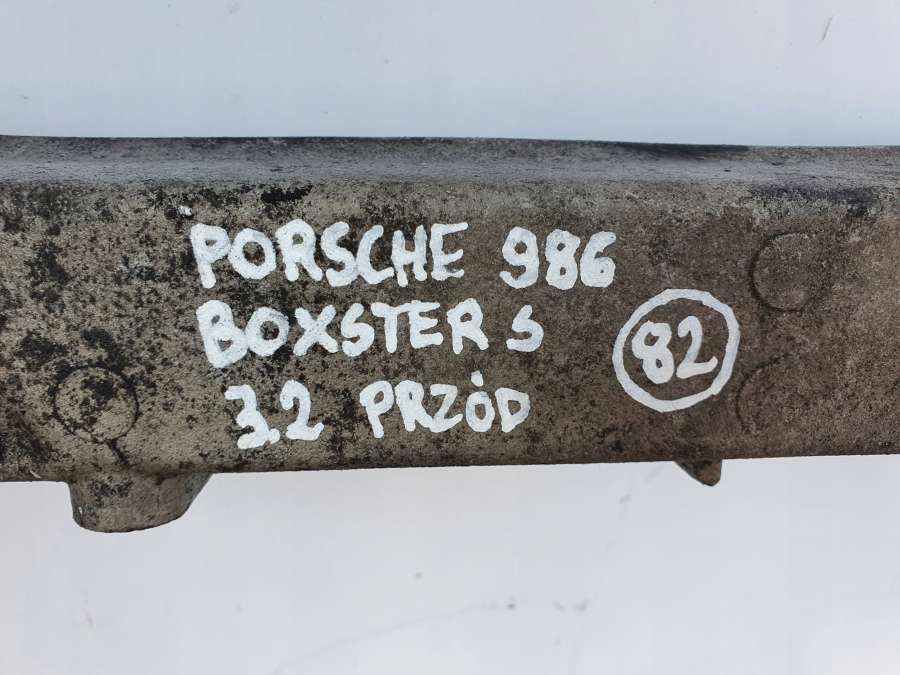 PORSCHE 986
BOXSTER S
82
3.2 PRZÓD